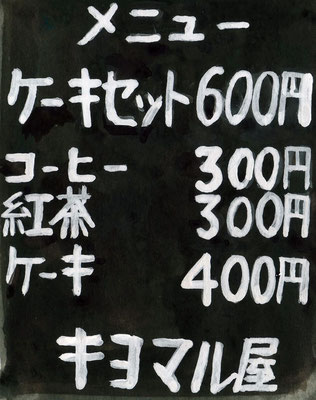 メニュー
ケーキセット 600円
コーヒー 300円
紅茶 300円
ケーキ 400円
キヨマル屋